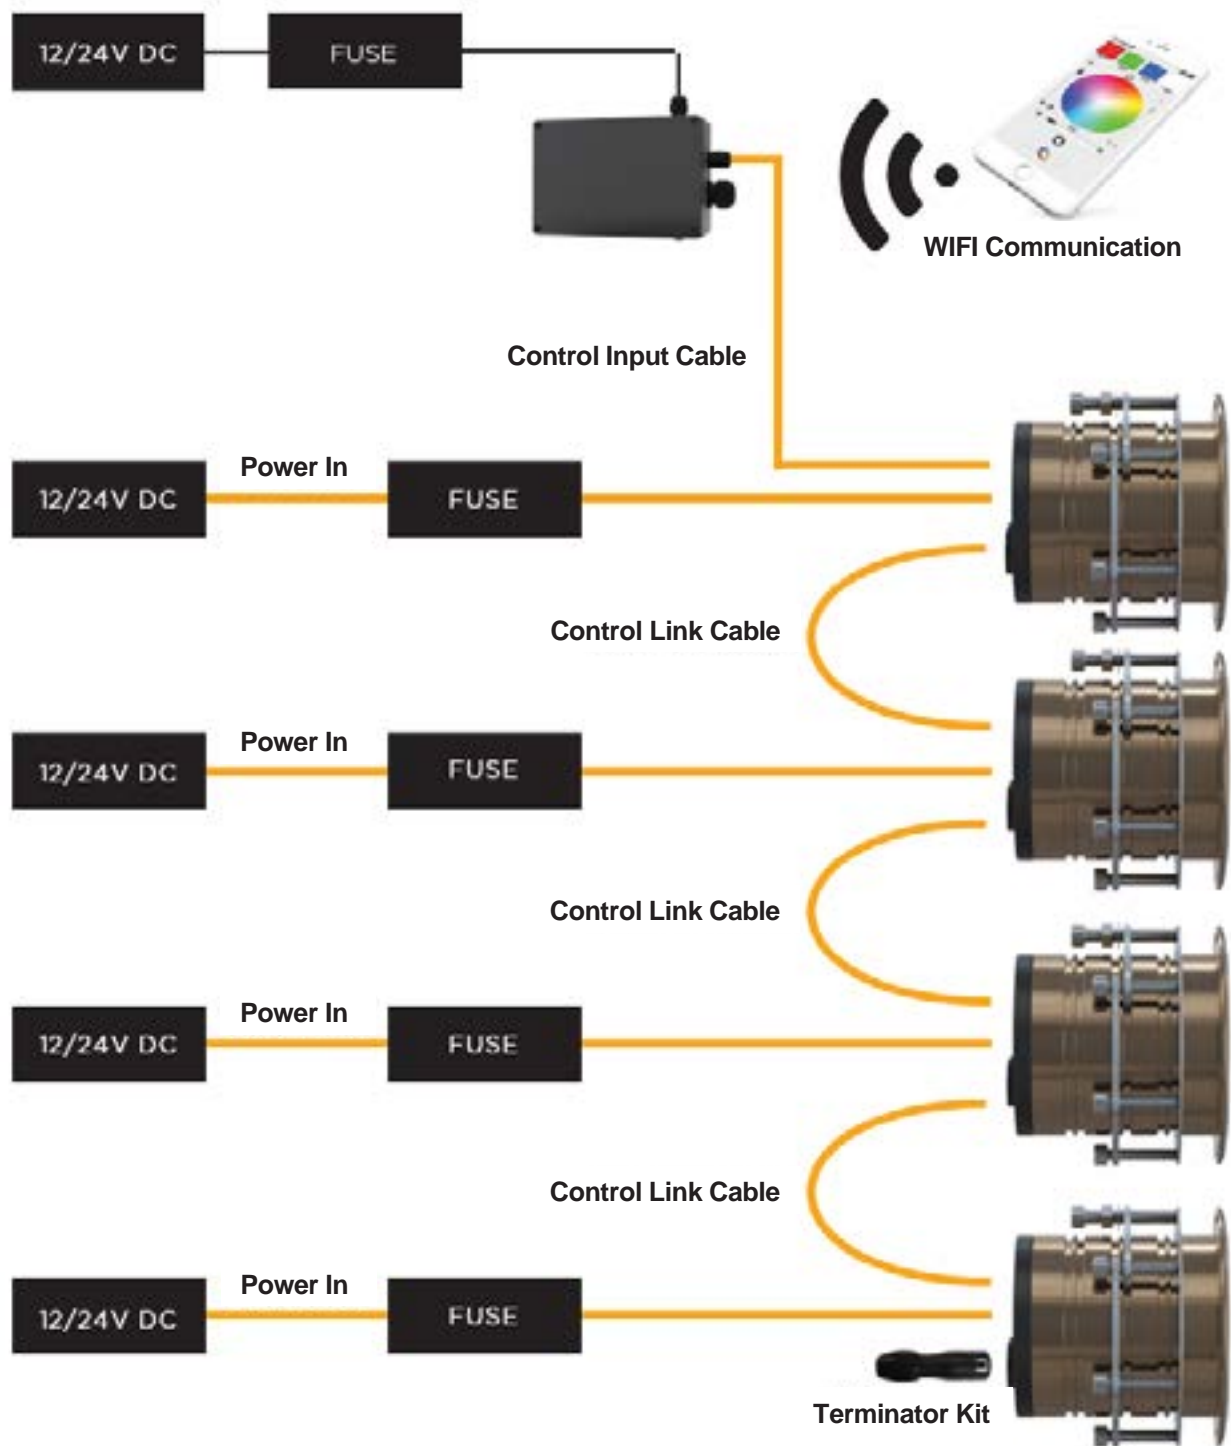 12/24V DC
FUSE
WIFI Communication
Control Input Cable
Power In
12/24V DC
FUSE
Control Link Cable
Power In
12/24V DC
FUSE
Control Link Cable
Power In
12/24V DC
FUSE
Control Link Cable
Power In
12/24V DC
FUSE
Terminator Kit